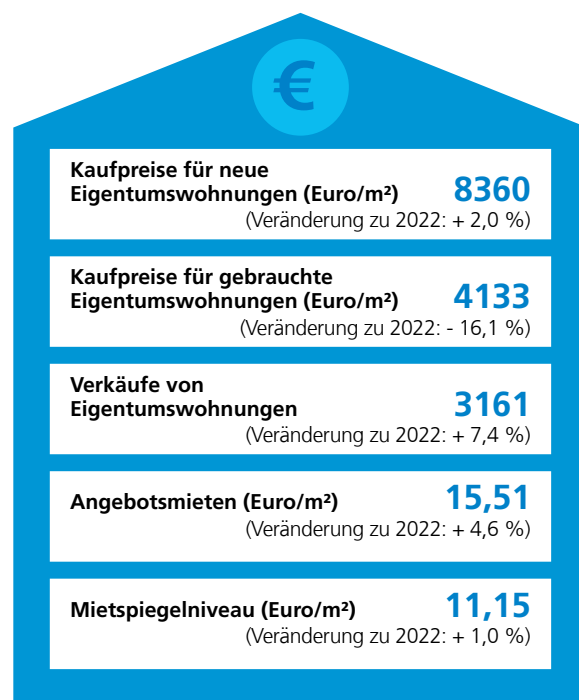 €
Kaufpreise für neue
Eigentumswohnungen (Euro/m²) 8360
(Veränderung zu 2022: + 2,0 %)
Kaufpreise für gebrauchte
Eigentumswohnungen (Euro/m²) 4133
(Veränderung zu 2022: - 16,1 %)
Verkäufe von
Eigentumswohnungen 3161
(Veränderung zu 2022: + 7,4 %)
Angebotsmieten (Euro/m²) 15,51
(Veränderung zu 2022: + 4,6 %)
Mietspiegelniveau (Euro/m²) 11,15
(Veränderung zu 2022: + 1,0 %)